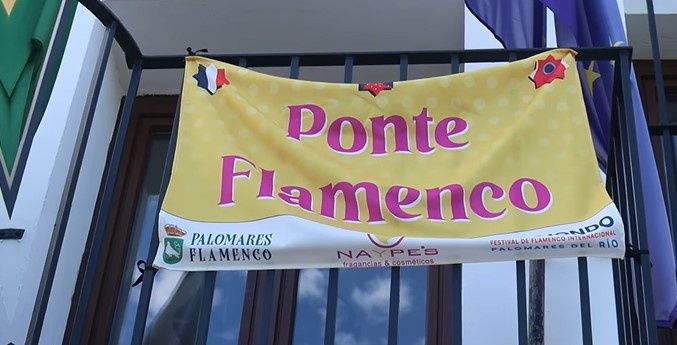 Ponte
Flamenco
PALOMARES
FLAMENCO
NAYPE'S
fragancias & cosméticos
FESTIVAL DE FLAMENCO INTERNACIONAL
PALOMARES DEL RÍO